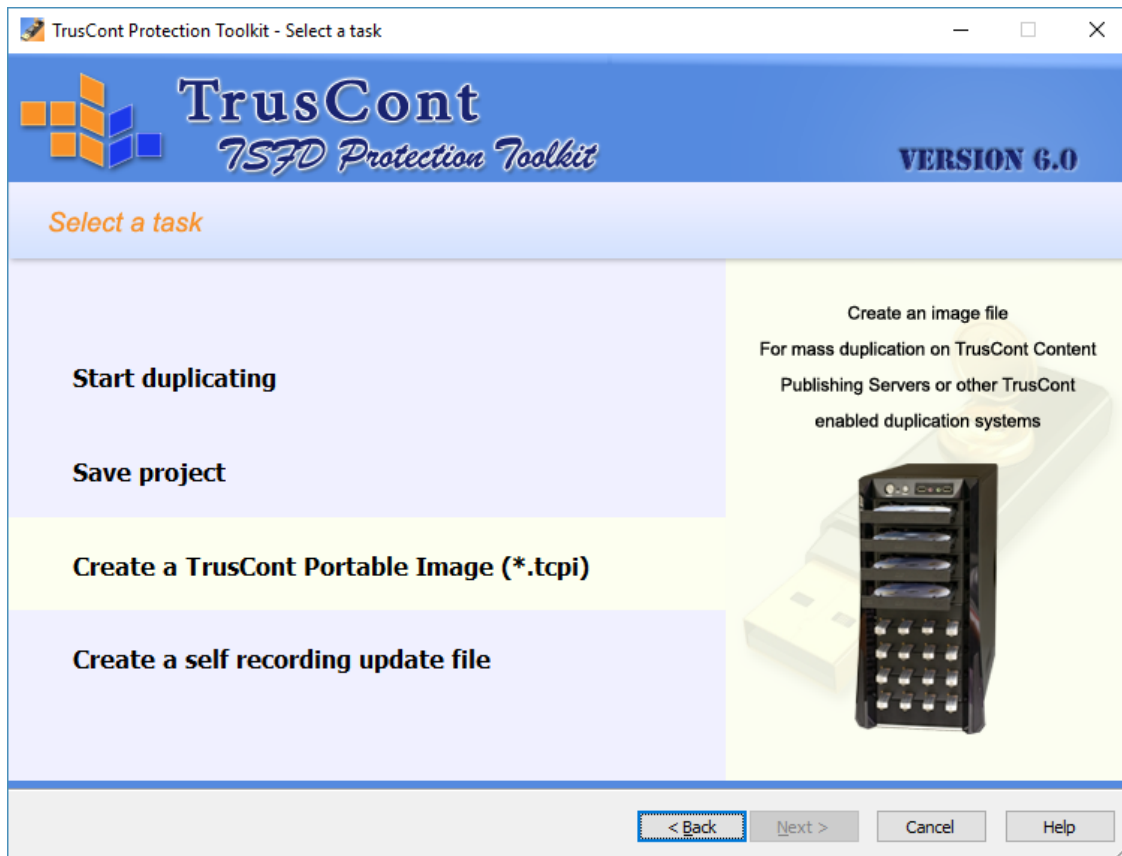 TrusCont Protection Toolkit - Select a task
TrusCont
TSFD Protection Toolkit
VERSION 6.0
Select a task
Start duplicating
Save project
Create a TrusCont Portable Image (*.tcpi)
Create a self recording update file
Create an image file
For mass duplication on TrusCont Content
Publishing Servers or other TrusCont
enabled duplication systems
< Back
Next >
Cancel
Help